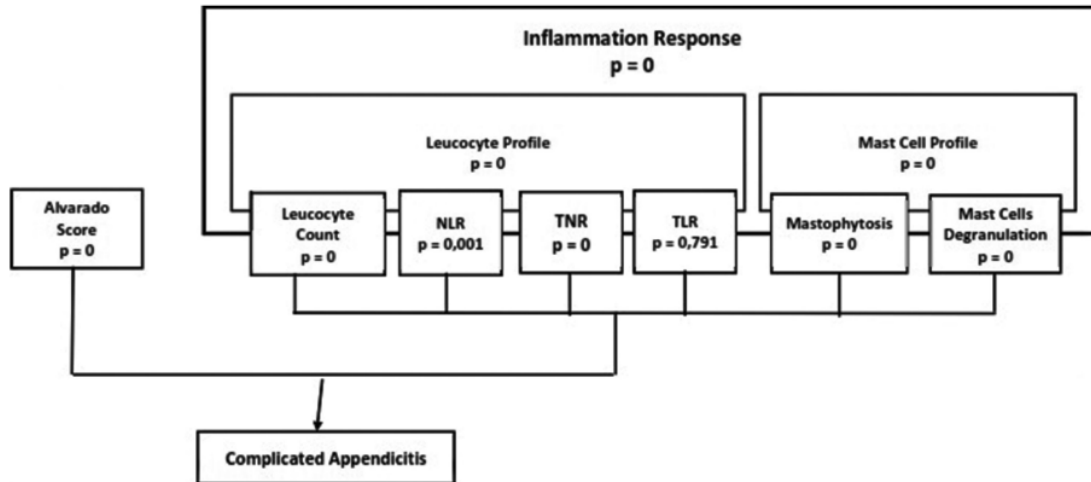 Inflammation Response
p = 0
Leucocyte Profile
p = 0
Mast Cell Profile
p = 0
Alvarado
Score
p = 0
Leucocyte
Count
p = 0
NLR
p = 0,001
TNR
p = 0
TLR
p = 0,791
Mastophytosis
p = 0
Mast Cells
Degranulation
p = 0
Complicated Appendicitis